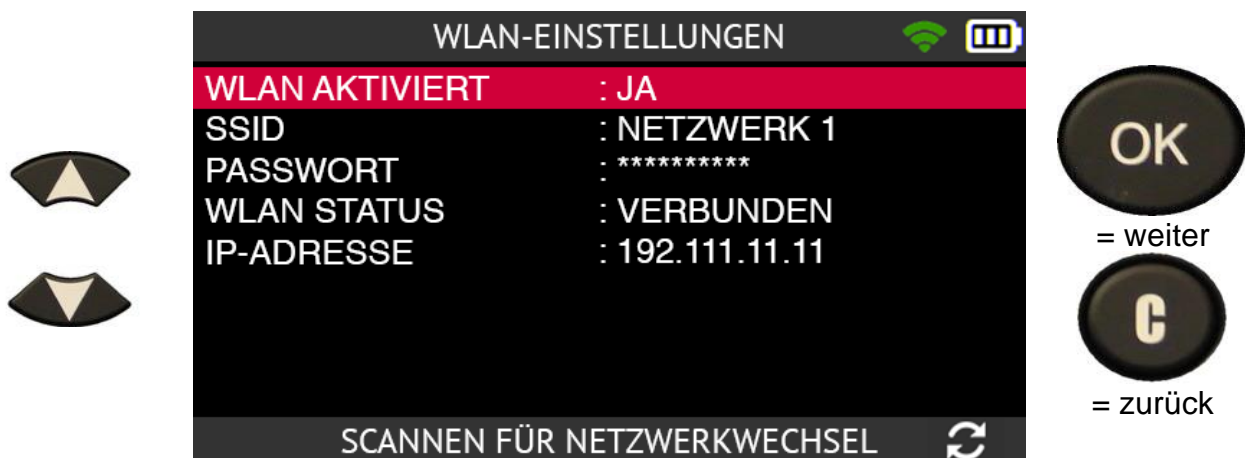 WLAN-EINSTELLUNGEN
WLAN AKTIVIERT : JA
SSID : NETZWERK 1
PASSWORT : **********
WLAN STATUS : VERBUNDEN
IP-ADRESSE : 192.111.11.11
SCANNEN FÜR NETZWERKWECHSEL
OK
= weiter
C
= zurück